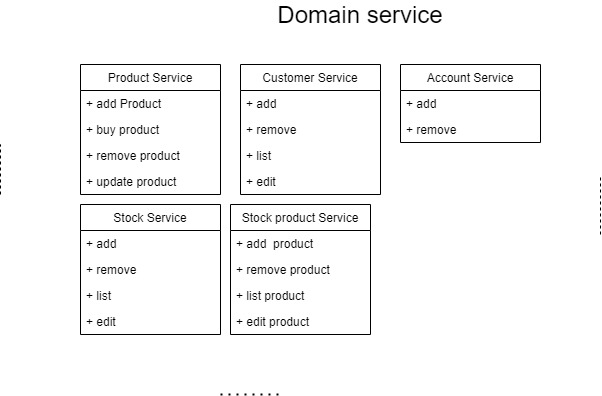 Domain service
Product Service
+ add Product
+ buy product
+ remove product
+ update product
Customer Service
+ add
+ remove
+ list
+ edit
Account Service
+ add
+ remove
Stock Service
+ add
+ remove
+ list
+ edit
Stock product Service
+ add  product
+ remove product
+ list product
+ edit product